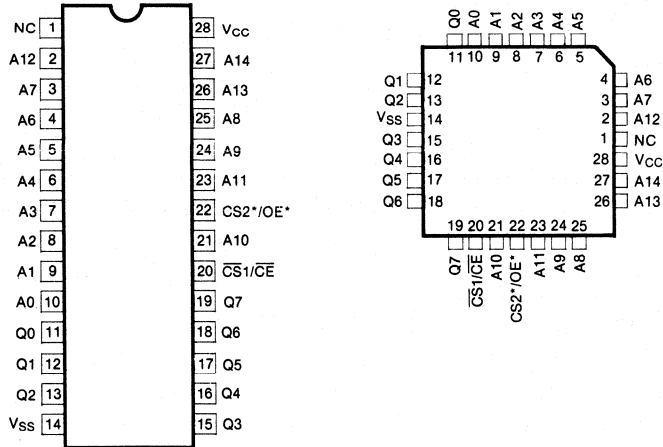 NC 1 28 VCC
A12 2 27 A14
A7 3 26 A13
A6 4 25 A8
A5 5 24 A9
A4 6 23 A11
A3 7 22 CS2*/OE*
A2 8 21 A10
A1 9 20 C̅S̅1̅/C̅E̅
A0 10 19 Q7
Q0 11 18 Q6
Q1 12 17 Q5
Q2 13 16 Q4
VSS 14 15 Q3
Q0 A0 A1 A2 A3 A4 A5
11 10 9 8 7 6 5
Q1 12 4 A6
Q2 13 3 A7
VSS 14 2 A12
Q3 15 1 NC
Q4 16 28 VCC
Q5 17 27 A14
Q6 18 26 A13
19 20 21 22 23 24 25
Q7 C̅S̅1̅/C̅E̅ A10 CS2*/OE* A11 A9 A8